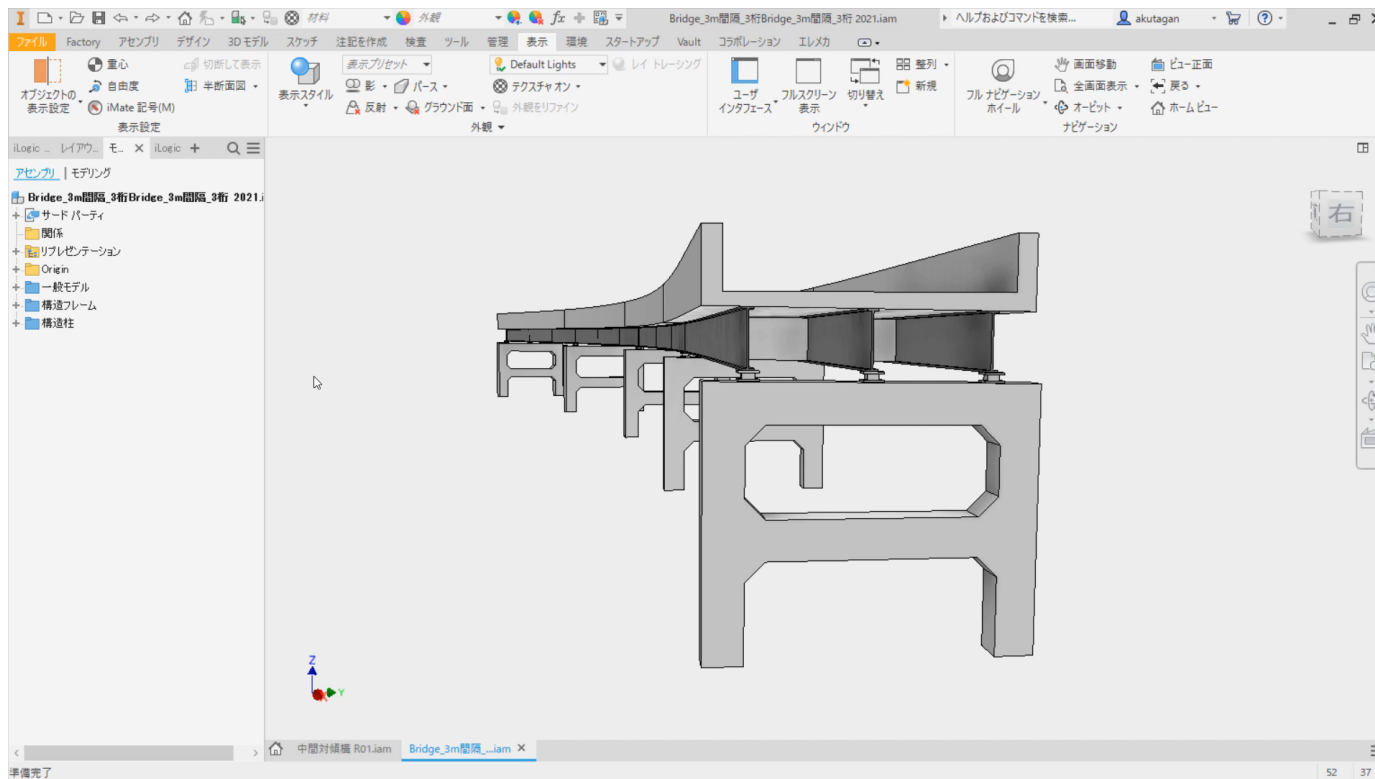 材料 外観 fx Bridge_3m間隔_3桁Bridge_3m間隔_3桁 2021.iam ヘルプおよびコマンドを検索... akutagan
ファイル Factory アセンブリ デザイン 3Dモデル スケッチ 注記を作成 検査 ツール 管理 表示 環境 スタートアップ Vault コラボレーション エレメカ
オブジェクトの
表示設定
重心
自由度
iMate 記号(M)
切断して表示
半断面図
表示設定
表示スタイル
表示プリセット
影 パース
反射 グラウンド面
Default Lights
テクスチャ オン
外観をリファイン
レイ トレーシング
外観
ユーザ
インタフェース
フルスクリーン
表示
切り替え
整列
新規
ウィンドウ
フル ナビゲーション
ホイール
画面移動
全画面表示
オービット
ビュー正面
戻る
ホーム ビュー
ナビゲーション
iLogic ... レイアウ... モ... iLogic
アセンブリ モデリング
Bridge_3m間隔_3桁Bridge_3m間隔_3桁 2021.i
サード パーティ
関係
リプレゼンテーション
Origin
一般モデル
構造フレーム
構造柱
右
Z
Y
中間対傾構 R01.iam Bridge_3m間隔_...iam
準備完了
52 37